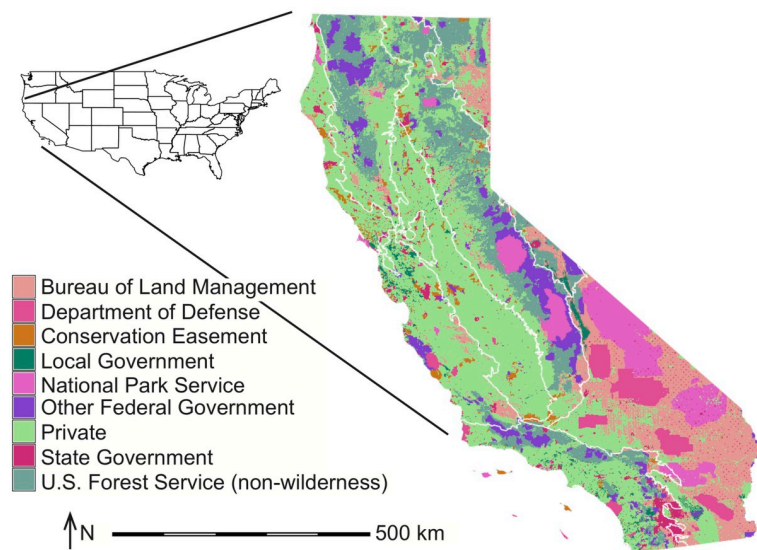 Bureau of Land Management
Department of Defense
Conservation Easement
Local Government
National Park Service
Other Federal Government
Private
State Government
U.S. Forest Service (non-wilderness)
N 500 km